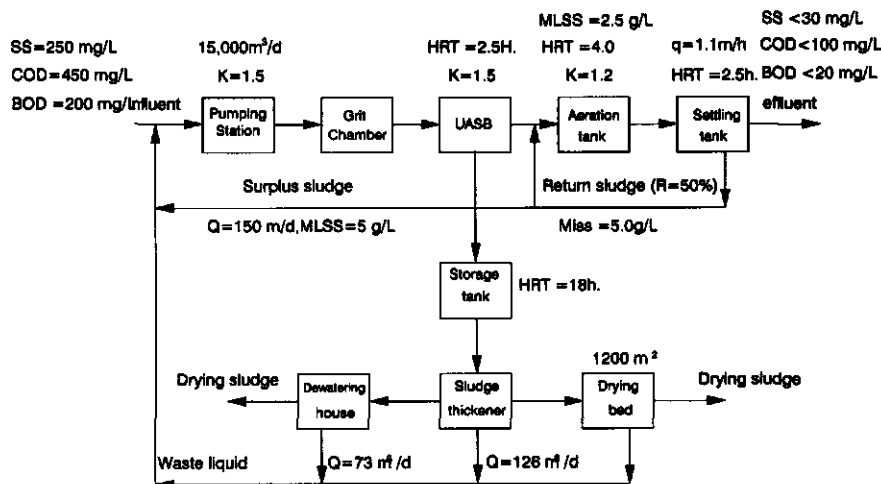 MLSS =2.5 g/L
SS <30 mg/L
SS=250 mg/L
15,000m³/d
HRT =2.5H.
HRT =4.0
q=1.1m/h
COD<100 mg/L
COD=450 mg/L
K=1.5
K=1.5
K=1.2
HRT=2.5h.
BOD <20 mg/L
BOD =200 mg/Influent
effluent
Pumping
Station
Grit
Chamber
UASB
Aeration
tank
Settling
tank
Surplus sludge
Return sludge (R=50%)
Q=150 m/d,MLSS=5 g/L
Mlss =5.0g/L
Storage
tank
HRT =18h.
1200 m ²
Drying sludge
Dewatering
house
Sludge
thickener
Drying
bed
Drying sludge
Waste liquid
Q=73 m³/d
Q=126 m³/d